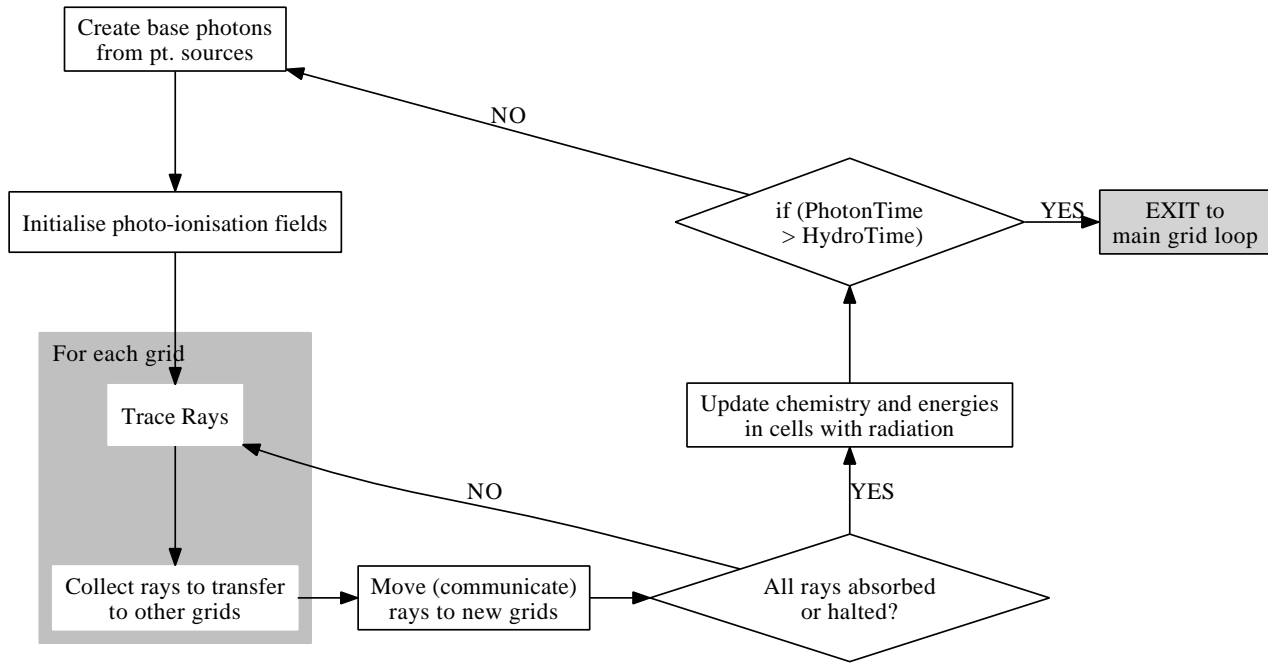 Create base photons
from pt. sources
NO
if (PhotonTime
> HydroTime)
YES
EXIT to
main grid loop
Initialise photo-ionisation fields
For each grid
Trace Rays
Update chemistry and energies
in cells with radiation
NO
YES
Collect rays to transfer
to other grids
Move (communicate)
rays to new grids
All rays absorbed
or halted?